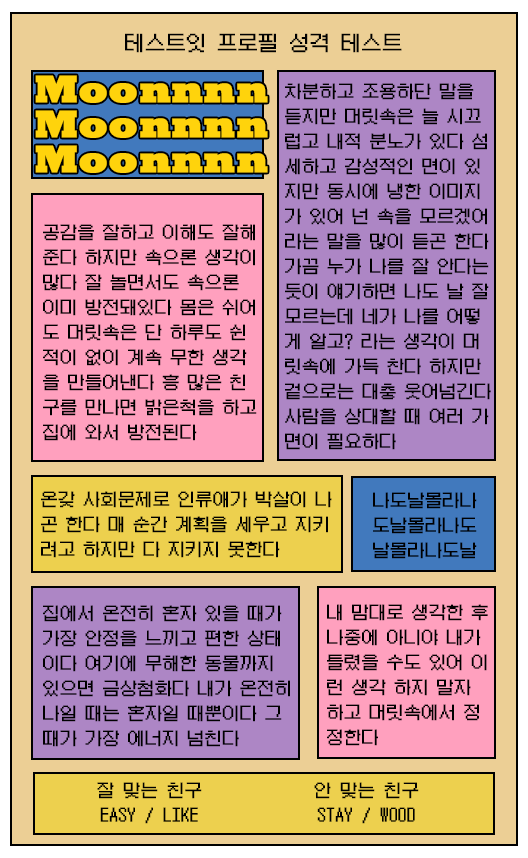 테스트잇 프로필 성격 테스트
Moonnnn
Moonnnn
Moonnnn
차분하고 조용하단 말을
듣지만 머릿속은 늘 시끄
럽고 내적 분노가 있다 섬
세하고 감성적인 면이 있
지만 동시에 냉한 이미지
가 있어 넌 속을 모르겠어
라는 말을 많이 듣곤 한다
가끔 누가 나를 잘 안다는
듯이 얘기하면 나도 날 잘
모르는데 네가 나를 어떻
게 알고? 라는 생각이 머
릿속에 가득 찬다 하지만
겉으로는 대충 웃어넘긴다
사람을 상대할 때 여러 가
면이 필요하다
공감을 잘하고 이해도 잘해
준다 하지만 속으론 생각이
많다 잘 놀면서도 속으론
이미 방전돼있다 몸은 쉬어
도 머릿속은 단 하루도 쉰
적이 없이 계속 무한 생각
을 만들어낸다 흥 많은 친
구를 만나면 밝은척을 하고
집에 와서 방전된다
온갖 사회문제로 인류애가 박살이 나
곤 한다 매 순간 계획을 세우고 지키
려고 하지만 다 지키지 못한다
나도날몰라나
도날몰라나도
날몰라나도날
집에서 온전히 혼자 있을 때가
가장 안정을 느끼고 편한 상태
이다 여기에 무해한 동물까지
있으면 금상첨화다 내가 온전히
나일 때는 혼자일 때뿐이다 그
때가 가장 에너지 넘친다
내 맘대로 생각한 후
나중에 아니야 내가
틀렸을 수도 있어 이
런 생각 하지 말자
하고 머릿속에서 정
정한다
잘 맞는 친구
EASY / LIKE
안 맞는 친구
STAY / WOOD